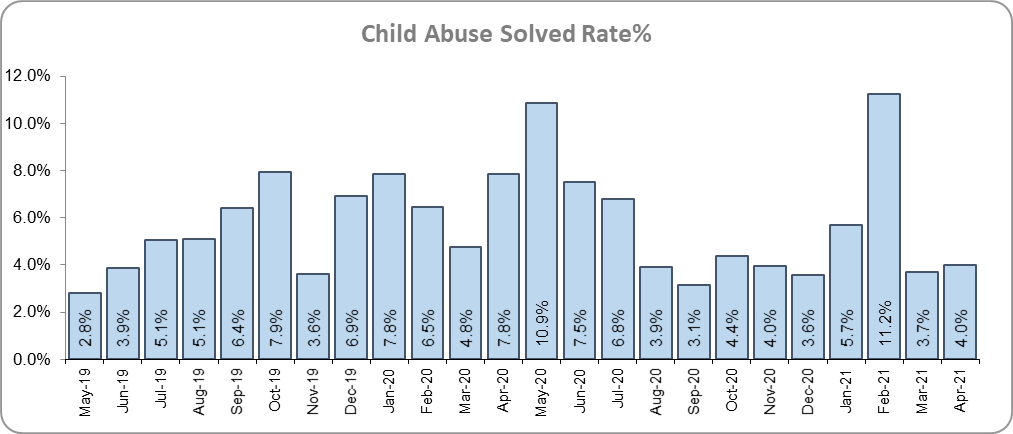 Child Abuse Solved Rate%
12.0%
10.0%
8.0%
6.0%
4.0%
2.0%
0.0%
2.8%
3.9%
5.1%
5.1%
6.4%
7.9%
3.6%
6.9%
7.8%
6.5%
4.8%
7.8%
10.9%
7.5%
6.8%
3.9%
3.1%
4.4%
4.0%
3.6%
5.7%
11.2%
3.7%
4.0%
May-19
Jun-19
Jul-19
Aug-19
Sep-19
Oct-19
Nov-19
Dec-19
Jan-20
Feb-20
Mar-20
Apr-20
May-20
Jun-20
Jul-20
Aug-20
Sep-20
Oct-20
Nov-20
Dec-20
Jan-21
Feb-21
Mar-21
Apr-21